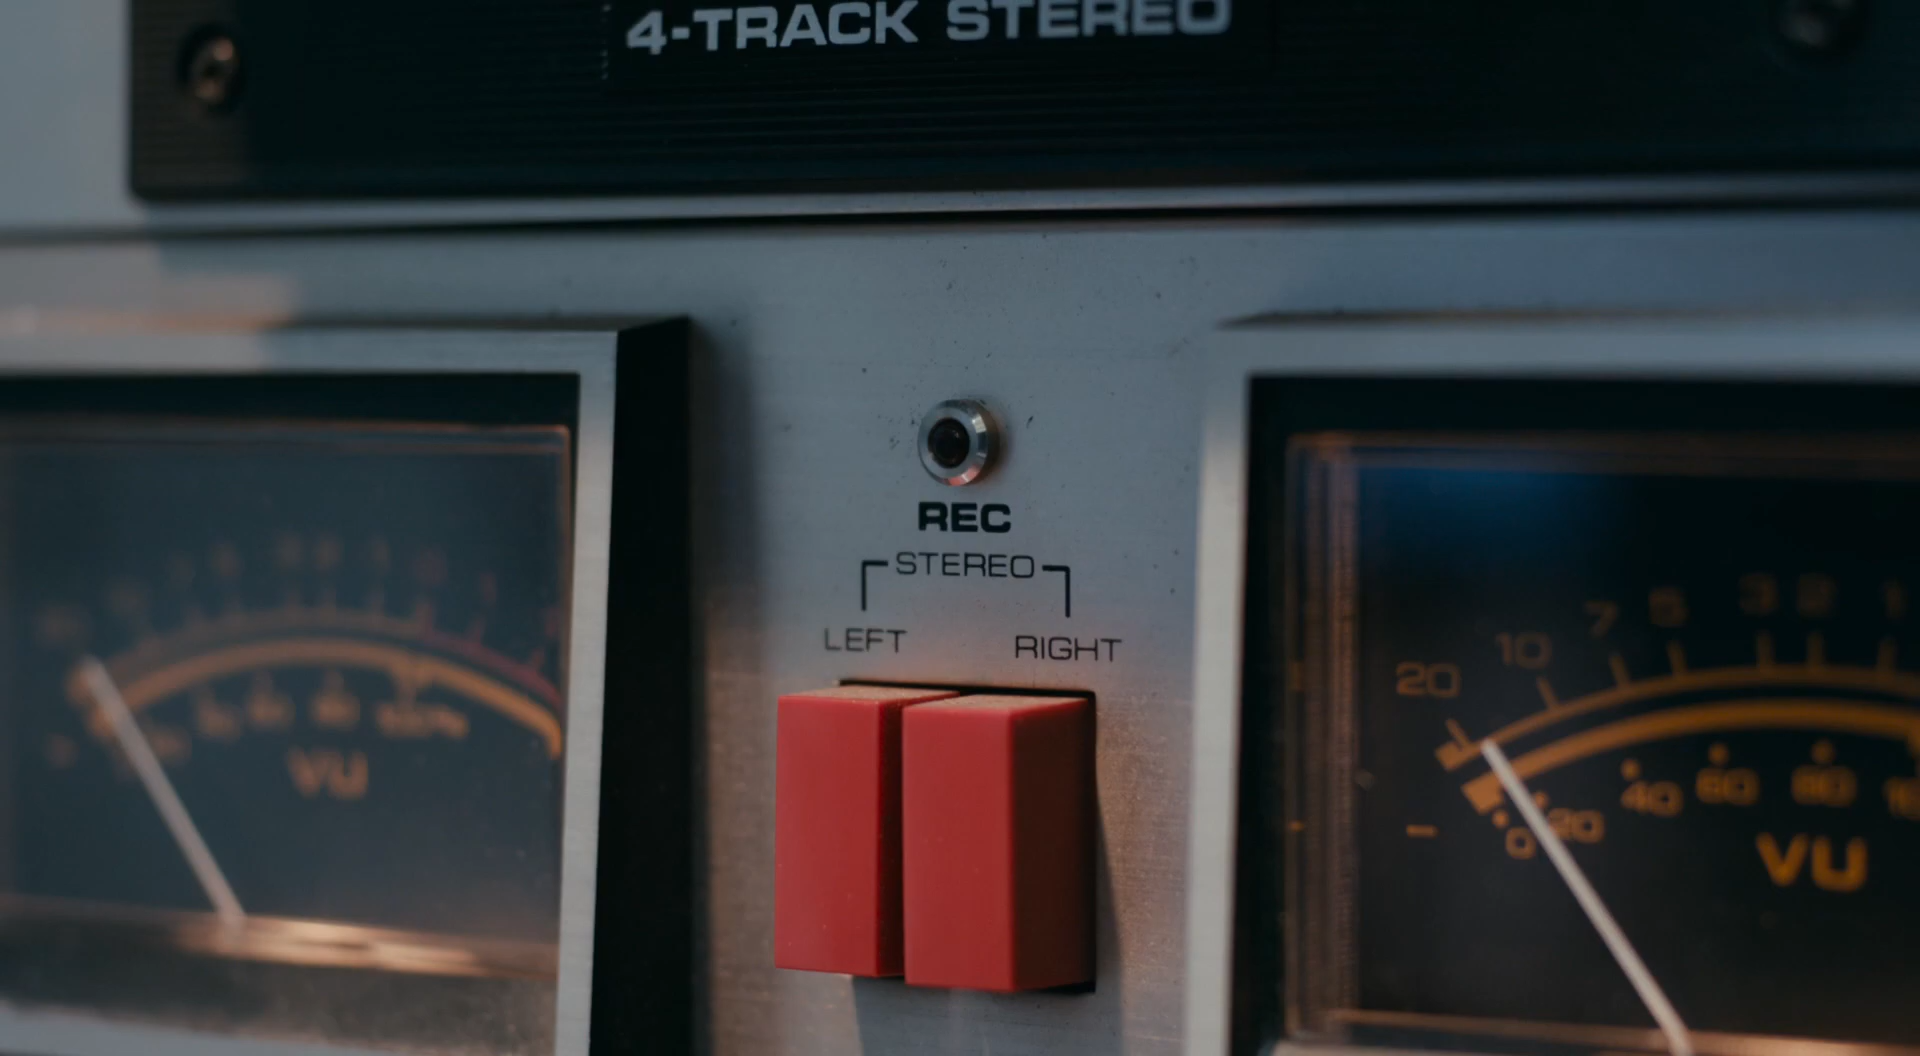 4-TRACK STEREO
REC
STEREO
LEFT RIGHT
20 10 7 5 3 2 1
- 0 20 40 60 80
VU
VU